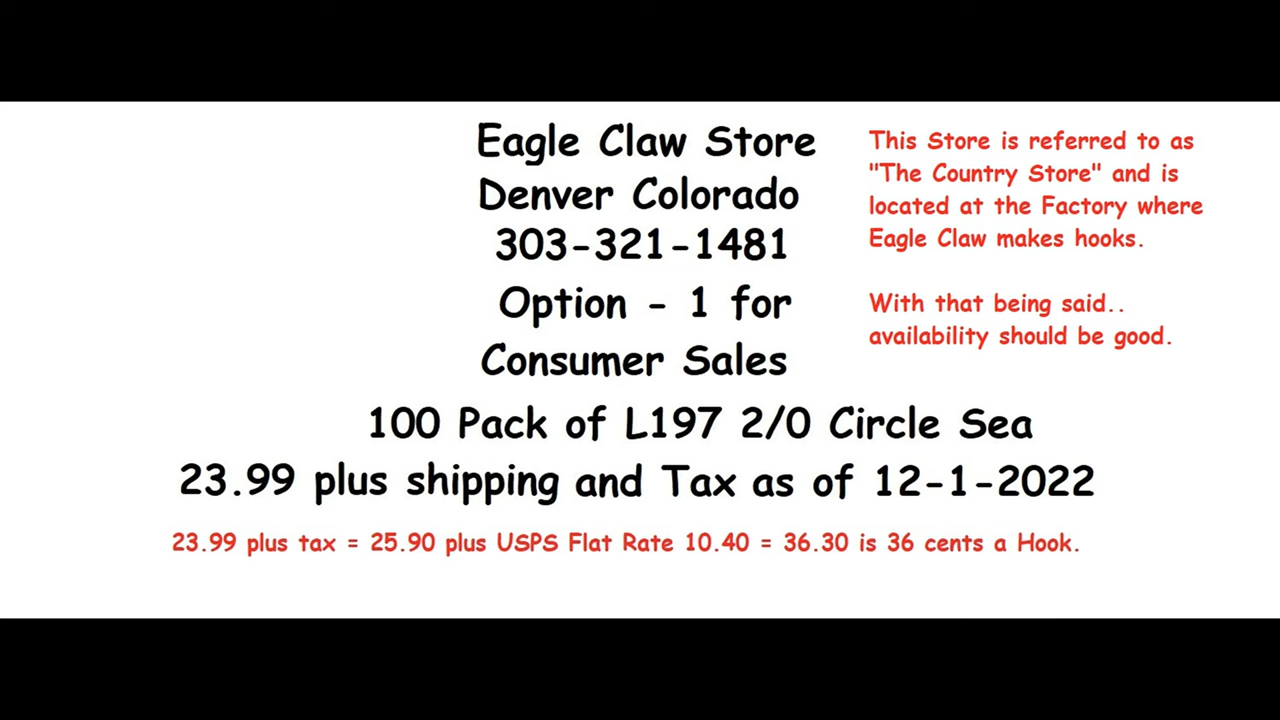 Eagle Claw Store
Denver Colorado
303-321-1481
Option - 1 for
Consumer Sales
This Store is referred to as
"The Country Store" and is
located at the Factory where
Eagle Claw makes hooks.
With that being said..
availability should be good.
100 Pack of L197 2/0 Circle Sea
23.99 plus shipping and Tax as of 12-1-2022
23.99 plus tax = 25.90 plus USPS Flat Rate 10.40 = 36.30 is 36 cents a Hook.